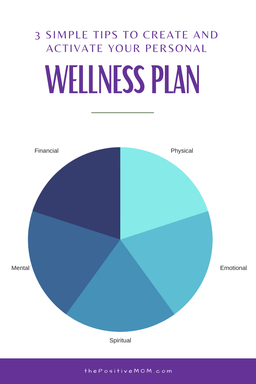 3 SIMPLE TIPS TO CREATE AND
ACTIVATE YOUR PERSONAL
WELLNESS PLAN
Financial
Physical
Mental
Emotional
Spiritual
thePositiveMOM.com